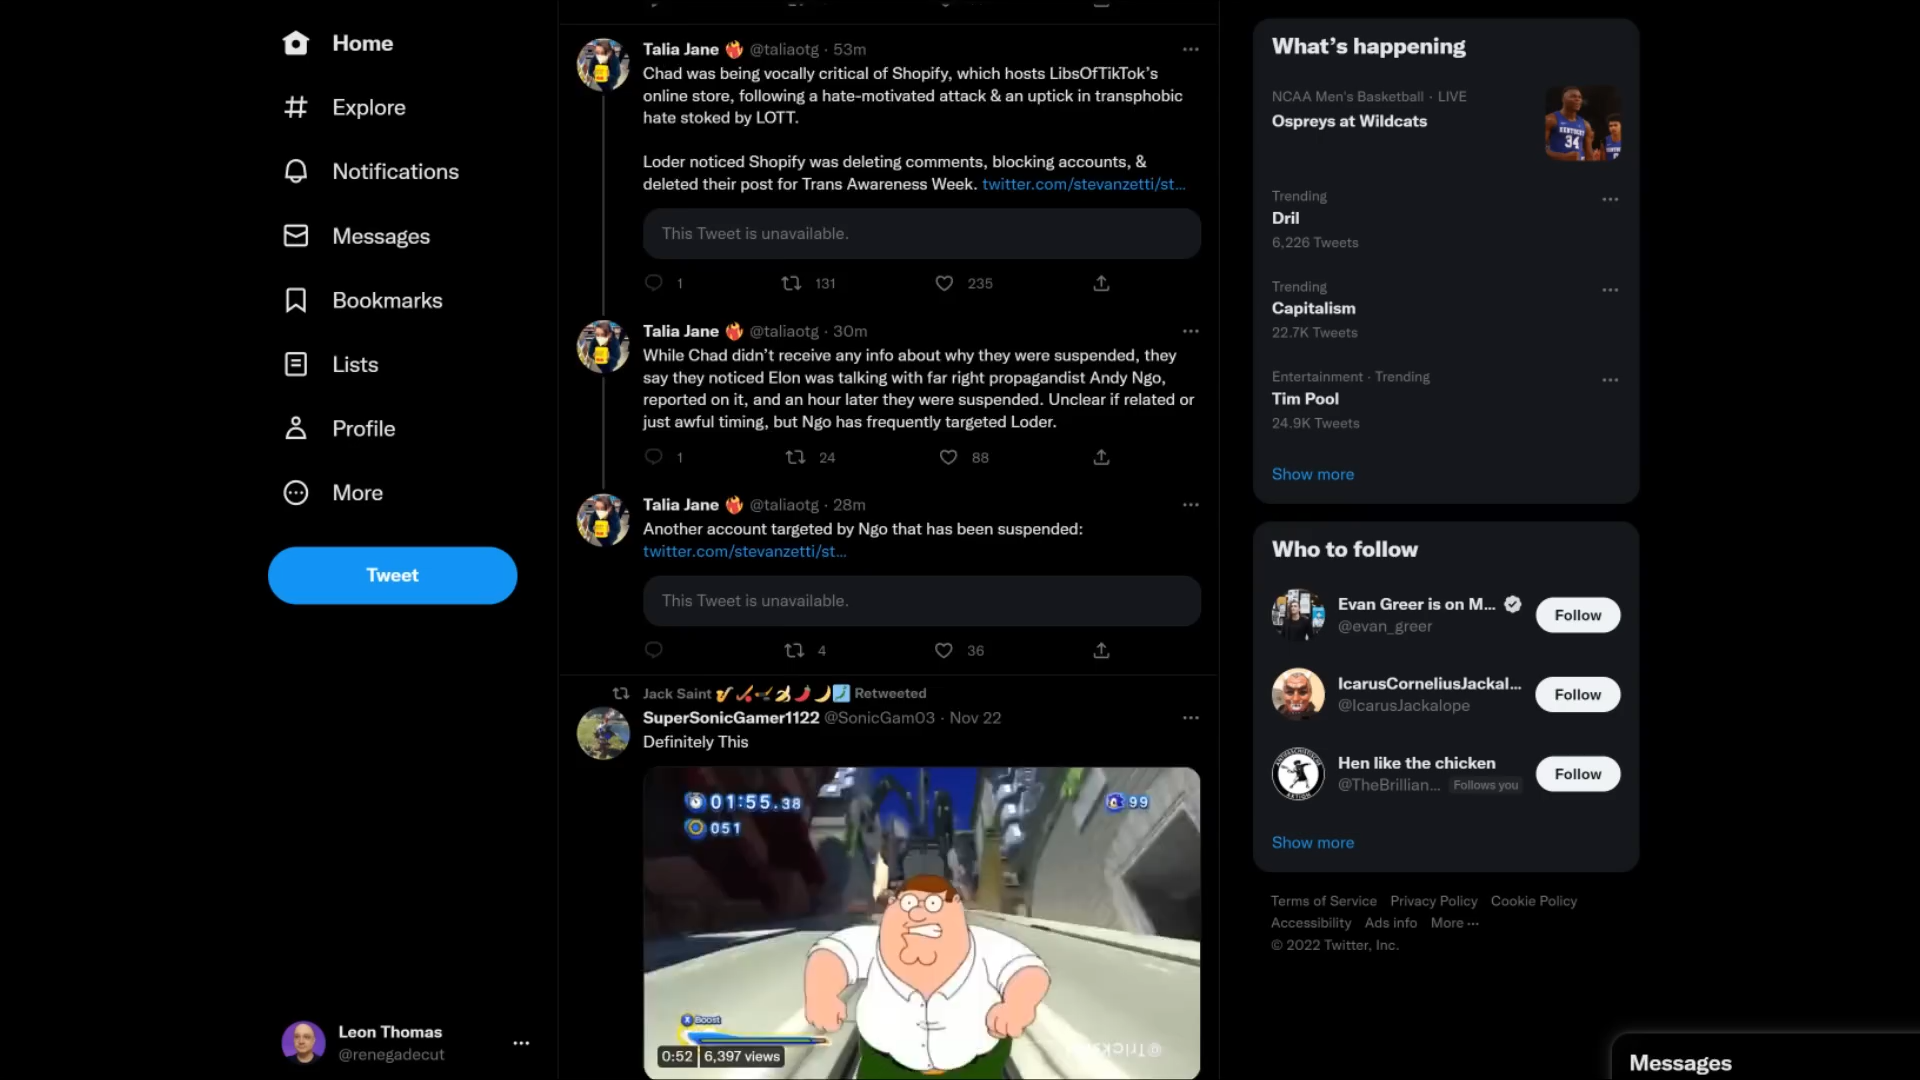 Home
Explore
Notifications
Messages
Bookmarks
Lists
Profile
More
Tweet
Leon Thomas
@renegadecut
Talia Jane @taliaotg · 53m
Chad was being vocally critical of Shopify, which hosts LibsOfTikTok's
online store, following a hate-motivated attack & an uptick in transphobic
hate stoked by LOTT.
Loder noticed Shopify was deleting comments, blocking accounts, &
deleted their post for Trans Awareness Week. twitter.com/stevanzetti/st...
This Tweet is unavailable.
1 131 235
Talia Jane @taliaotg · 30m
While Chad didn't receive any info about why they were suspended, they
say they noticed Elon was talking with far right propagandist Andy Ngo,
reported on it, and an hour later they were suspended. Unclear if related or
just awful timing, but Ngo has frequently targeted Loder.
1 24 88
Talia Jane @taliaotg · 28m
Another account targeted by Ngo that has been suspended:
twitter.com/stevanzetti/st...
This Tweet is unavailable.
4 36
Jack Saint Retweeted
SuperSonicGamer1122 @SonicGam03 · Nov 22
Definitely This
01:55.38
051
99
X Boost
0:52 6,397 views
What's happening
NCAA Men's Basketball · LIVE
Ospreys at Wildcats
KENTUCKY
34
Trending
Dril
6,226 Tweets
Trending
Capitalism
22.7K Tweets
Entertainment · Trending
Tim Pool
24.9K Tweets
Show more
Who to follow
Evan Greer is on M...
@evan_greer
Follow
IcarusCorneliusJackal...
@IcarusJackalope
Follow
Hen like the chicken
@TheBrillian... Follows you
Follow
Show more
Terms of Service Privacy Policy Cookie Policy
Accessibility Ads info More ...
© 2022 Twitter, Inc.
Messages